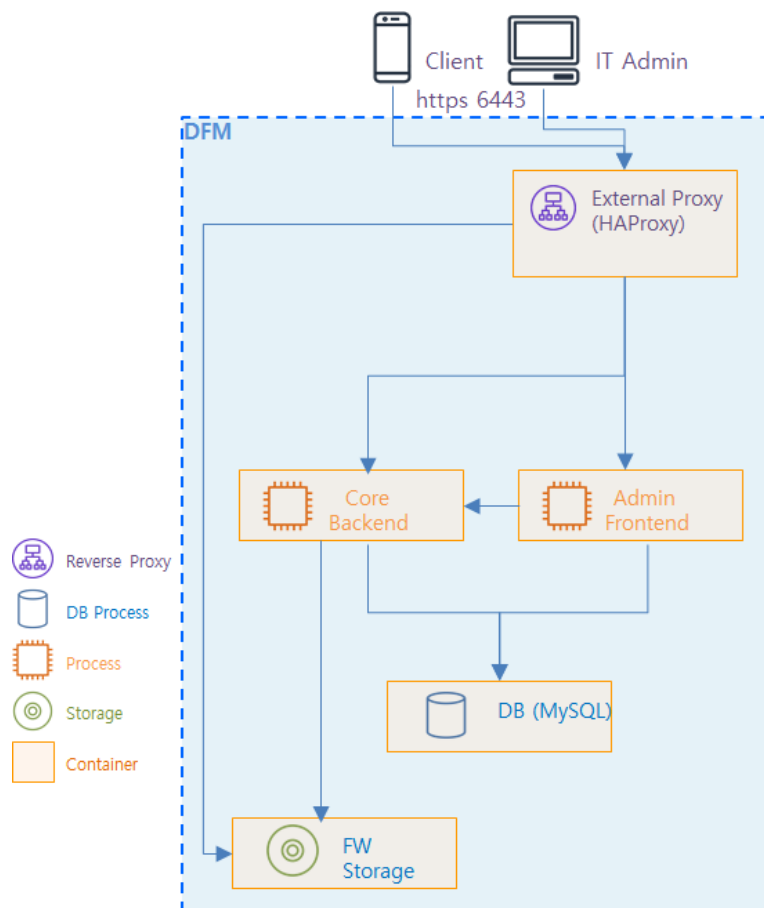 Client
IT Admin
https 6443
DFM
External Proxy
(HAProxy)
Core
Backend
Admin
Frontend
Reverse Proxy
DB Process
Process
Storage
Container
DB (MySQL)
FW
Storage